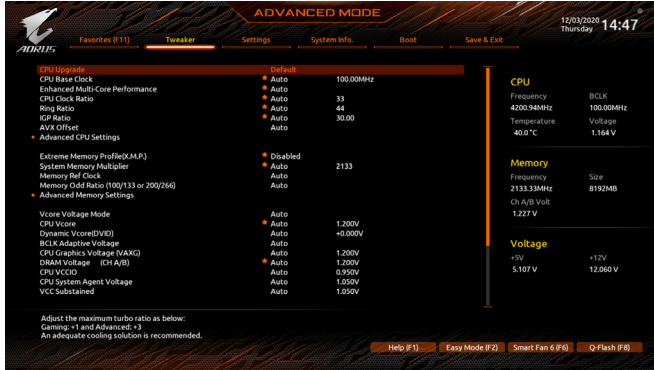 ADVANCED MODE
12/03/2020 Thursday 14:47
AORUS
Favorites (F11) Tweaker Settings System Info. Boot Save & Exit
CPU Upgrade Default
CPU Base Clock Auto 100.00MHz
Enhanced Multi-Core Performance Auto
CPU Clock Ratio Auto 33
Ring Ratio Auto 44
IGP Ratio Auto 30.00
AVX Offset Auto
Advanced CPU Settings
Extreme Memory Profile(X.M.P.) Disabled
System Memory Multiplier Auto 2133
Memory Ref Clock Auto
Memory Odd Ratio (100/133 or 200/266) Auto
Advanced Memory Settings
Vcore Voltage Mode Auto
CPU Vcore Auto 1.200V
Dynamic Vcore(DVID) Auto +0.000V
BCLK Adaptive Voltage Auto
CPU Graphics Voltage (VAXG) Auto 1.200V
DRAM Voltage (CH A/B) Auto 1.200V
CPU VCCIO Auto 0.950V
CPU System Agent Voltage Auto 1.050V
VCC Substained Auto 1.050V
CPU
Frequency BCLK
4200.94MHz 100.00MHz
Temperature Voltage
40.0 °C 1.164 V
Memory
Frequency Size
2133.33MHz 8192MB
Ch A/B Volt
1.227 V
Voltage
+5V +12V
5.107 V 12.060 V
Adjust the maximum turbo ratio as below:
Gaming: +1 and Advanced: +3
An adequate cooling solution is recommended.
Help (F1) Easy Mode (F2) Smart Fan 6 (F6) Q-Flash (F8)